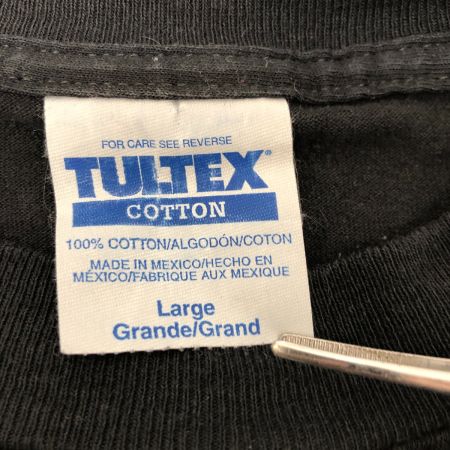 FOR CARE SEE REVERSE
TULTEX
COTTON
100% COTTON/ALGODÓN/COTON
MADE IN MEXICO/HECHO EN
MÉXICO/FABRIQUE AUX MEXIQUE
Large
Grande/Grand